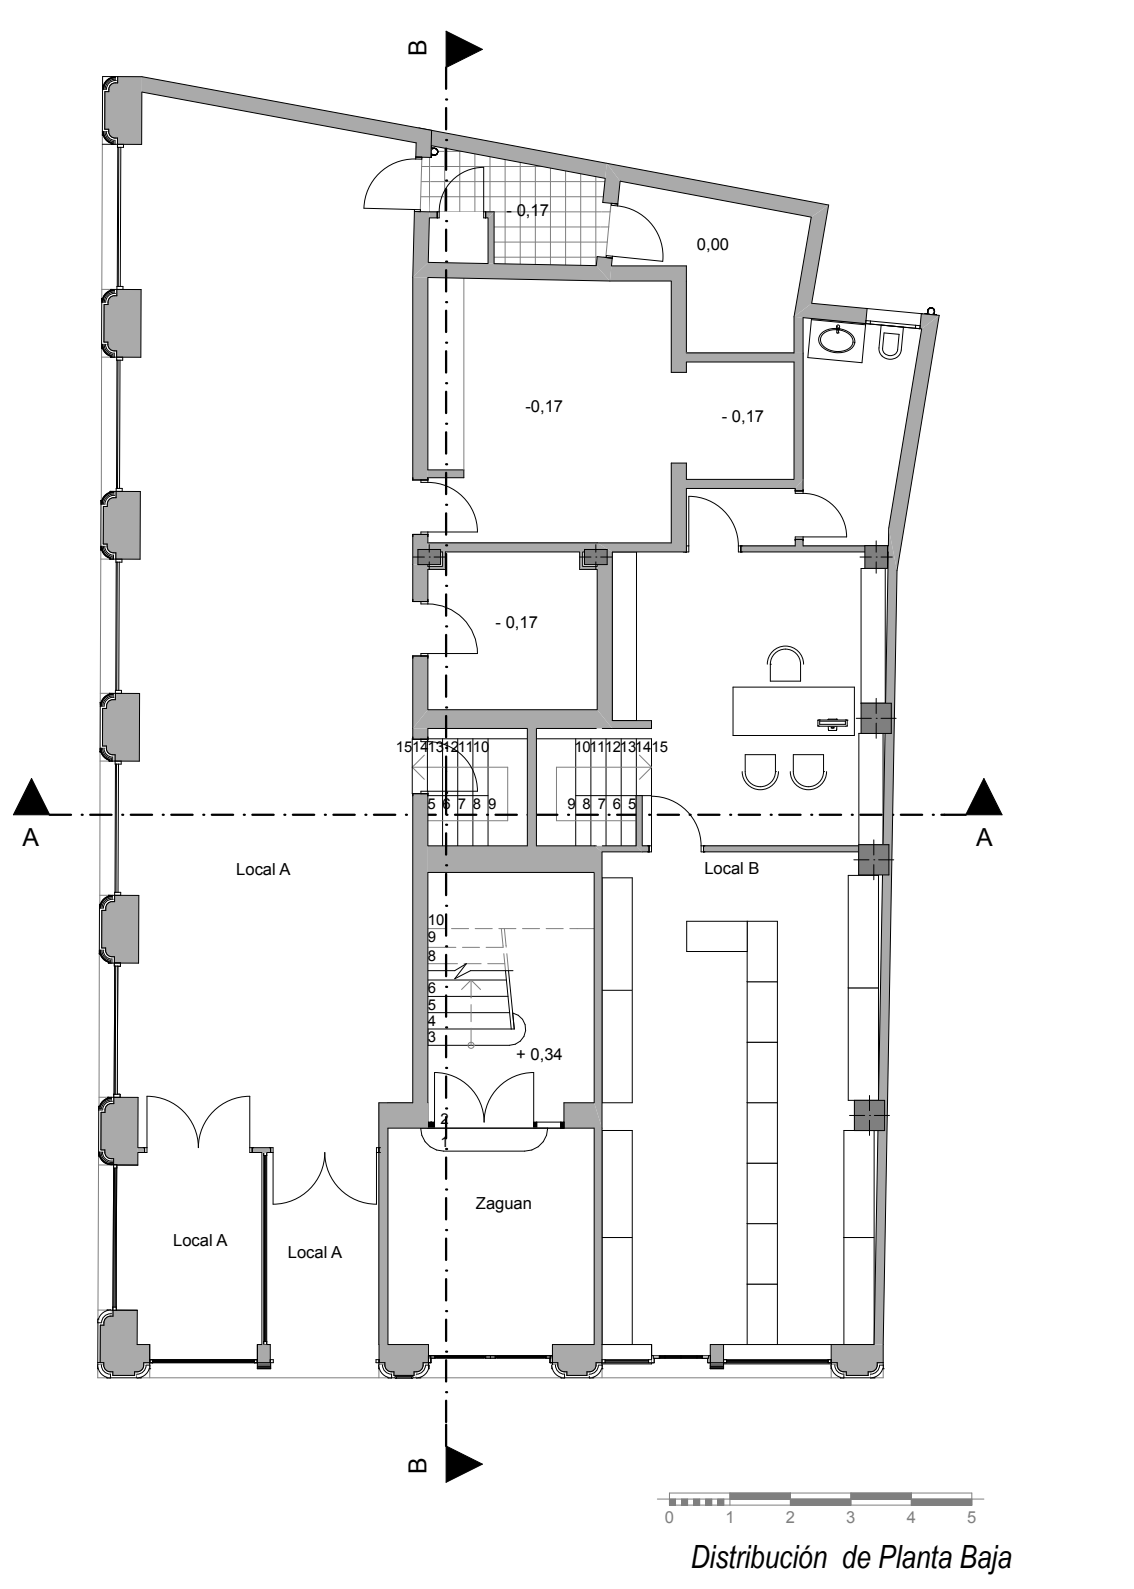 B
- 0,17
0,00
-0,17
- 0,17
- 0,17
15 14 13 12 11 10
10 11 12 13 14 15
5 6 7 8 9
9 8 7 6 5
A
A
Local A
Local B
10
9
8
6
5
4
3
+ 0,34
2
1
Zaguan
Local A
Local A
B
0 1 2 3 4 5
Distribución de Planta Baja